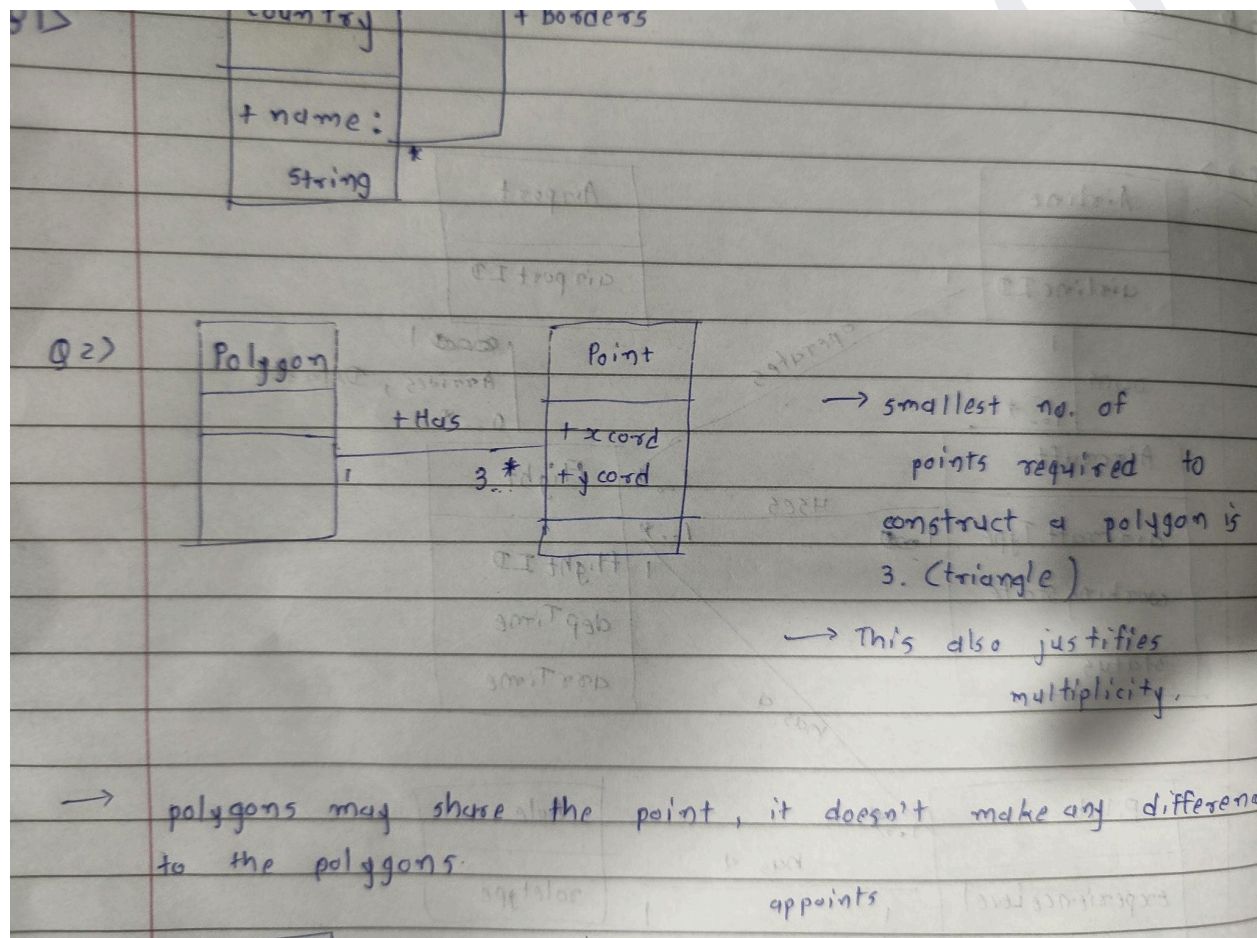 Country
+ borders
+ name :
string
*
Q 2)
Polygon
+ Has
1
3..*
Point
+ x cord
+ y cord
→ smallest no. of
points required to
construct a polygon is
3. (triangle)
→ This also justifies
multiplicity.
→ polygons may share the point, it doesn't make any differenc
to the polygons.
appoints